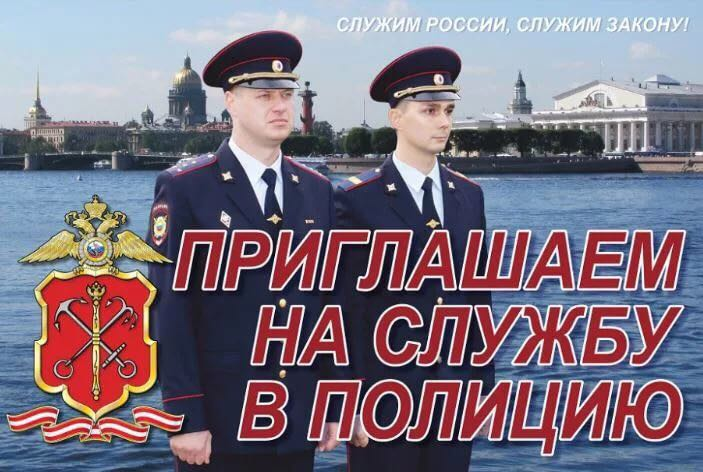 СЛУЖИМ РОССИИ, СЛУЖИМ ЗАКОНУ!
ПРИГЛАШАЕМ
НА СЛУЖБУ
В ПОЛИЦИЮ